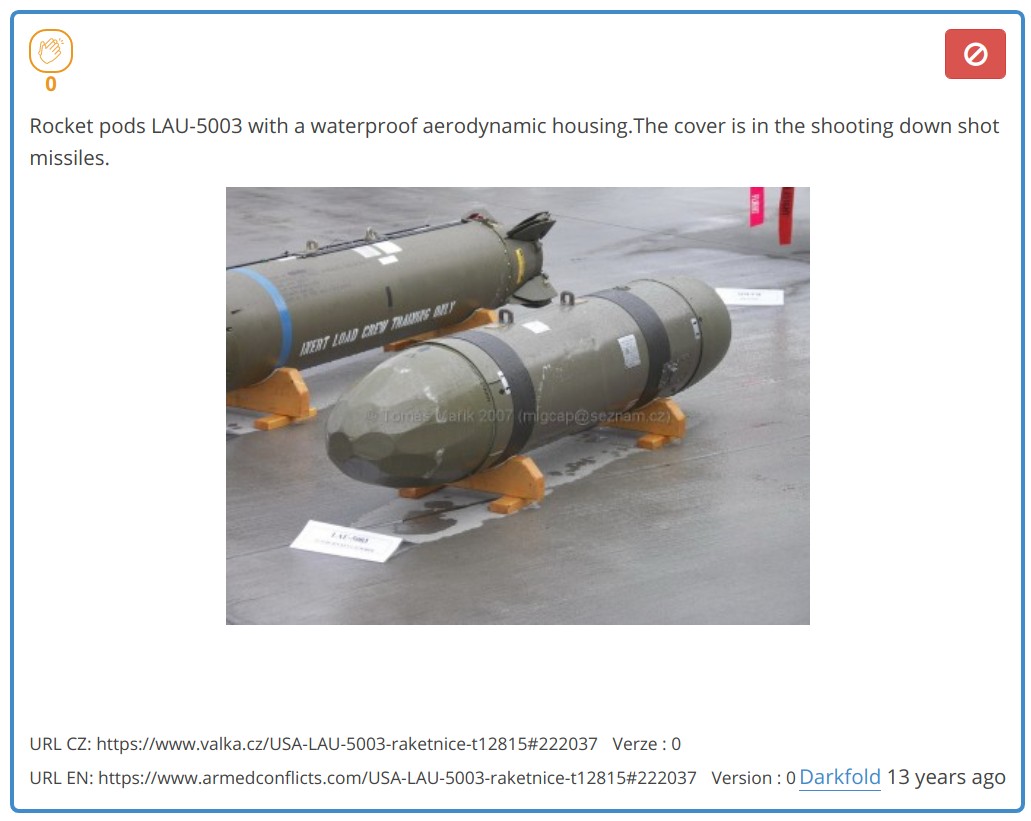 0
Rocket pods LAU-5003 with a waterproof aerodynamic housing.The cover is in the shooting down shot
missiles.
INERT LOAD CREW TRAINING ONLY
© Tomas Mařik 2007 (migcap@seznam.cz)
LAU-5003
URL CZ: https://www.valka.cz/USA-LAU-5003-raketnice-t12815#222037 Verze : 0
URL EN: https://www.armedconflicts.com/USA-LAU-5003-raketnice-t12815#222037 Version : 0 Darkfold 13 years ago